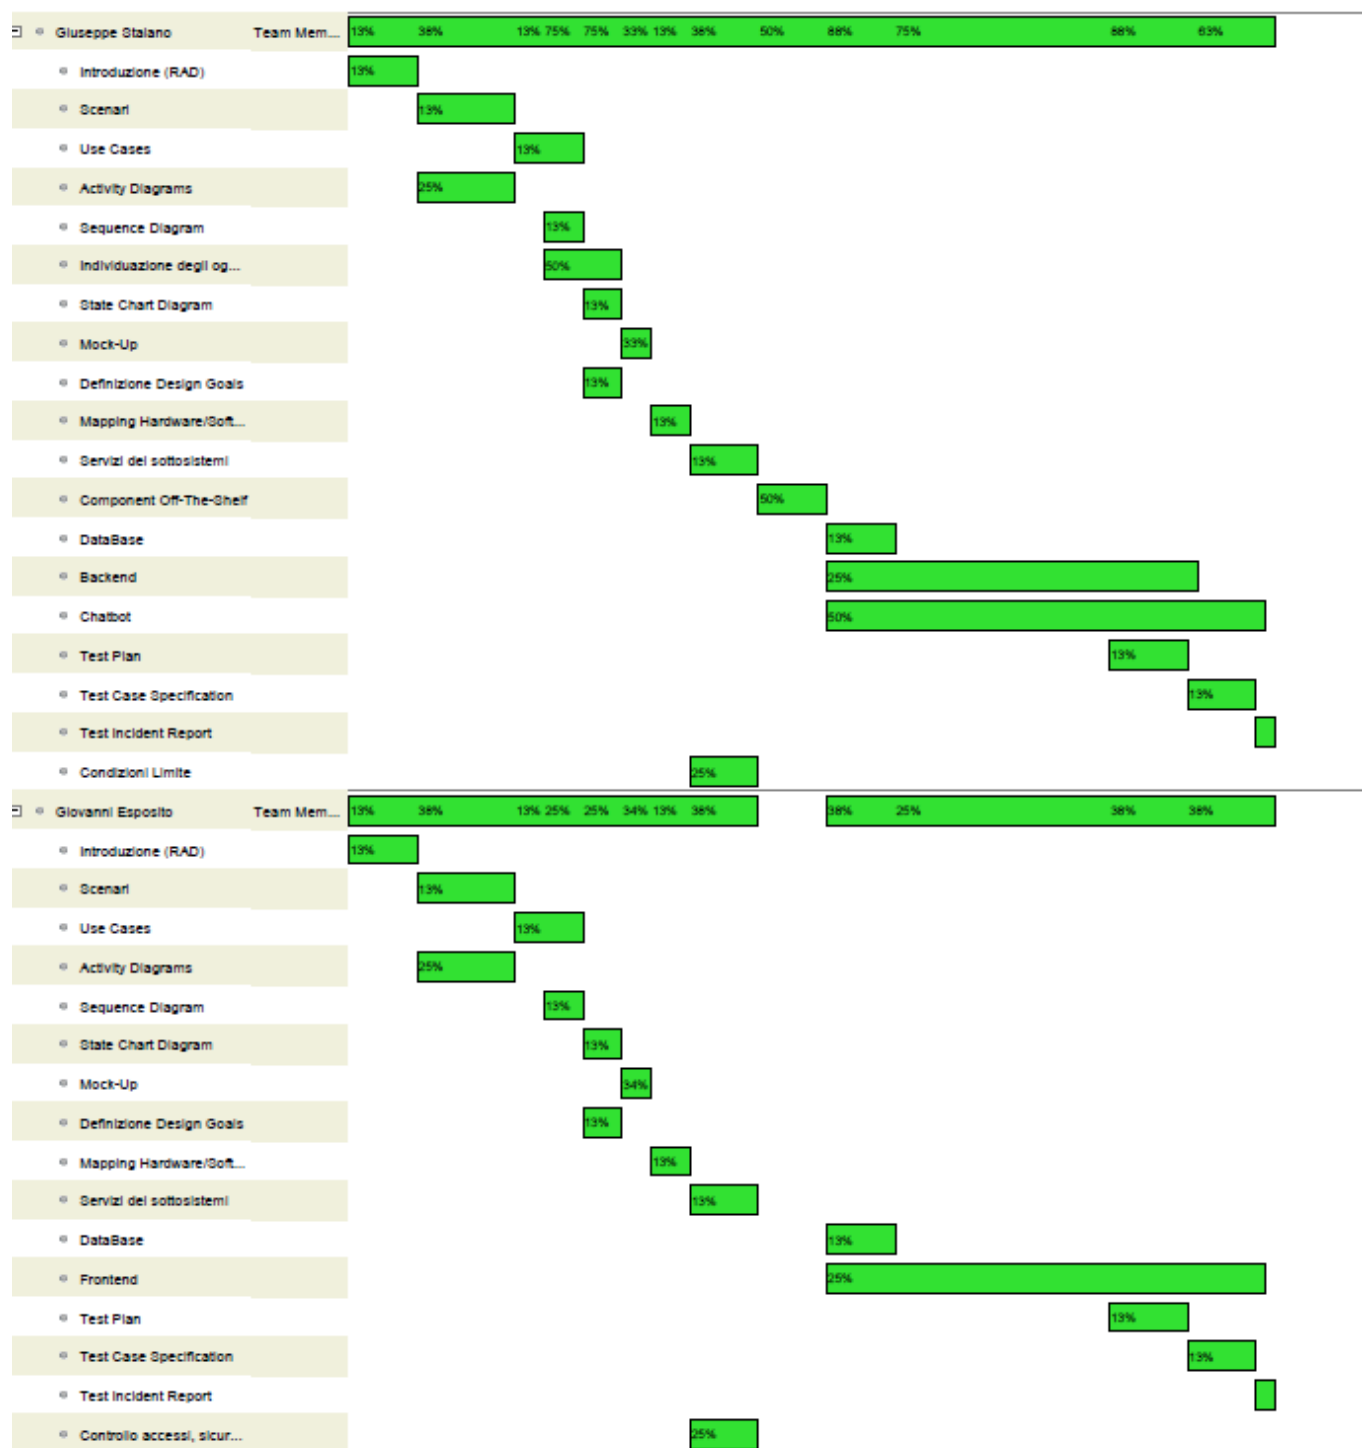 Giuseppe Staiano Team Mem... 13% 38% 13% 75% 75% 33% 13% 38% 50% 88% 75% 88% 63%
Introduzione (RAD) 13%
Scenari 13%
Use Cases 13%
Activity Diagrams 25%
Sequence Diagram 13%
Individuazione degli og... 50%
State Chart Diagram 13%
Mock-Up 33%
Definizione Design Goals 13%
Mapping Hardware/Soft... 13%
Servizi dei sottosistemi 13%
Component Off-The-Shelf 50%
DataBase 13%
Backend 25%
Chatbot 50%
Test Plan 13%
Test Case Specification 13%
Test Incident Report
Condizioni Limite 25%
Giovanni Esposito Team Mem... 13% 38% 13% 25% 25% 34% 13% 38% 38% 25% 38% 38%
Introduzione (RAD) 13%
Scenari 13%
Use Cases 13%
Activity Diagrams 25%
Sequence Diagram 13%
State Chart Diagram 13%
Mock-Up 34%
Definizione Design Goals 13%
Mapping Hardware/Soft... 13%
Servizi dei sottosistemi 13%
DataBase 13%
Frontend 25%
Test Plan 13%
Test Case Specification 13%
Test Incident Report
Controllo accessi, sicur... 25%